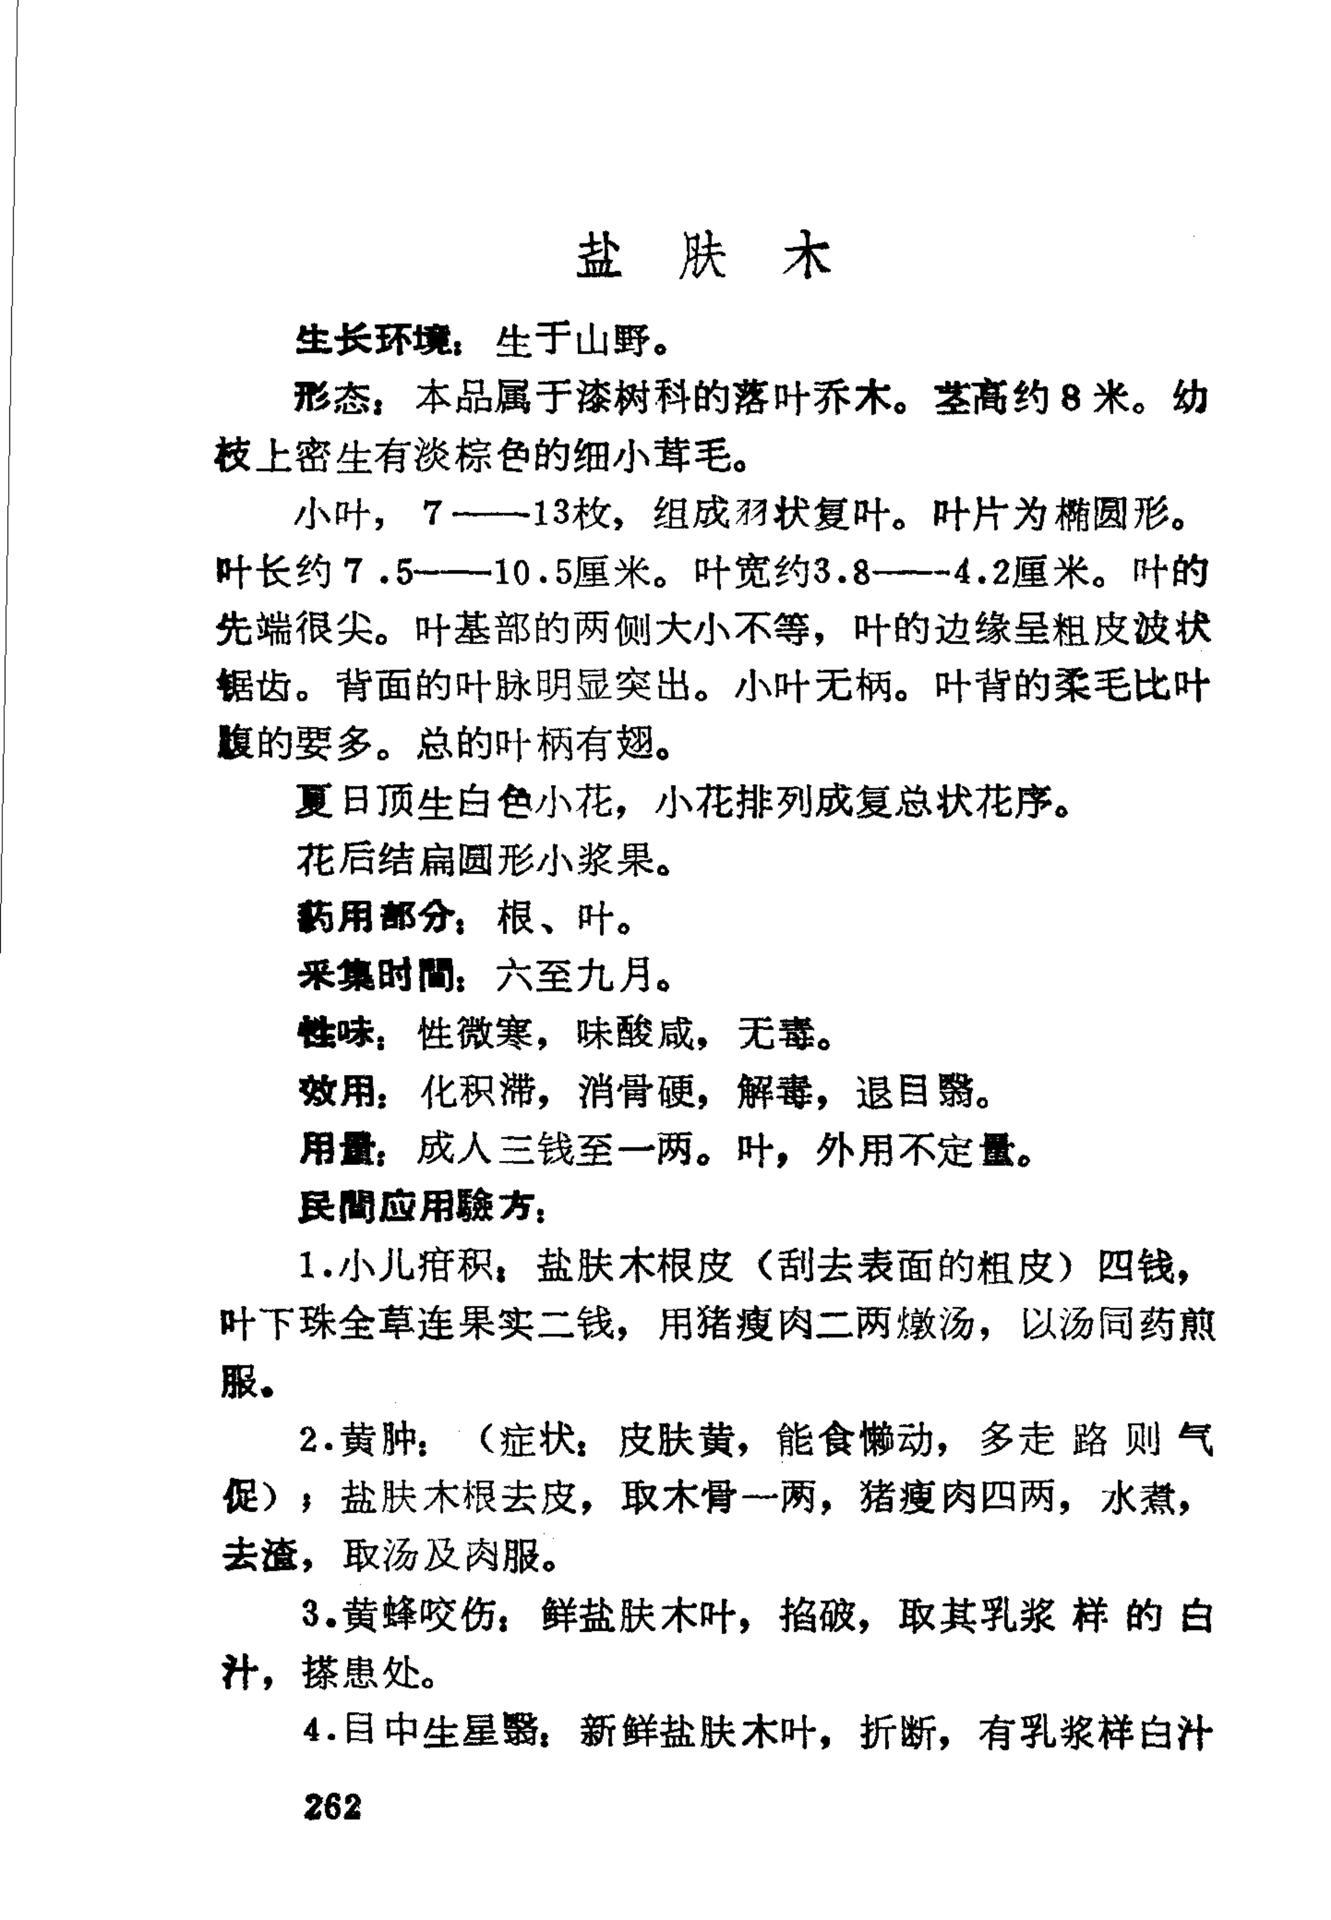 盐肤木
生长环境：生于山野。
形态：本品属于漆树科的落叶乔木。茎高约8米。幼
枝上密生有淡棕色的细小茸毛。
小叶，7——13枚，组成羽状复叶。叶片为椭圆形。
叶长约7.5——10.5厘米。叶宽约3.8——4.2厘米。叶的
先端很尖。叶基部的两侧大小不等，叶的边缘呈粗皮波状
锯齿。背面的叶脉明显突出。小叶无柄。叶背的柔毛比叶
腹的要多。总的叶柄有翅。
夏日顶生白色小花，小花排列成复总状花序。
花后结扁圆形小浆果。
药用部分：根、叶。
采集时間：六至九月。
性味：性微寒，味酸咸，无毒。
效用：化积滞，消骨硬，解毒，退目翳。
用量：成人三钱至一两。叶，外用不定量。
民間应用驗方：
1.小儿疳积：盐肤木根皮（刮去表面的粗皮）四钱，
叶下珠全草连果实二钱，用猪瘦肉二两燉汤，以汤同药煎
服。
2.黄肿：（症状：皮肤黄，能食懒动，多走路则气
促）；盐肤木根去皮，取木骨一两，猪瘦肉四两，水煮，
去渣，取汤及肉服。
3.黄蜂咬伤：鲜盐肤木叶，掐破，取其乳浆样的白
汁，搽患处。
4.目中生星翳：新鲜盐肤木叶，折断，有乳浆样白汁
262